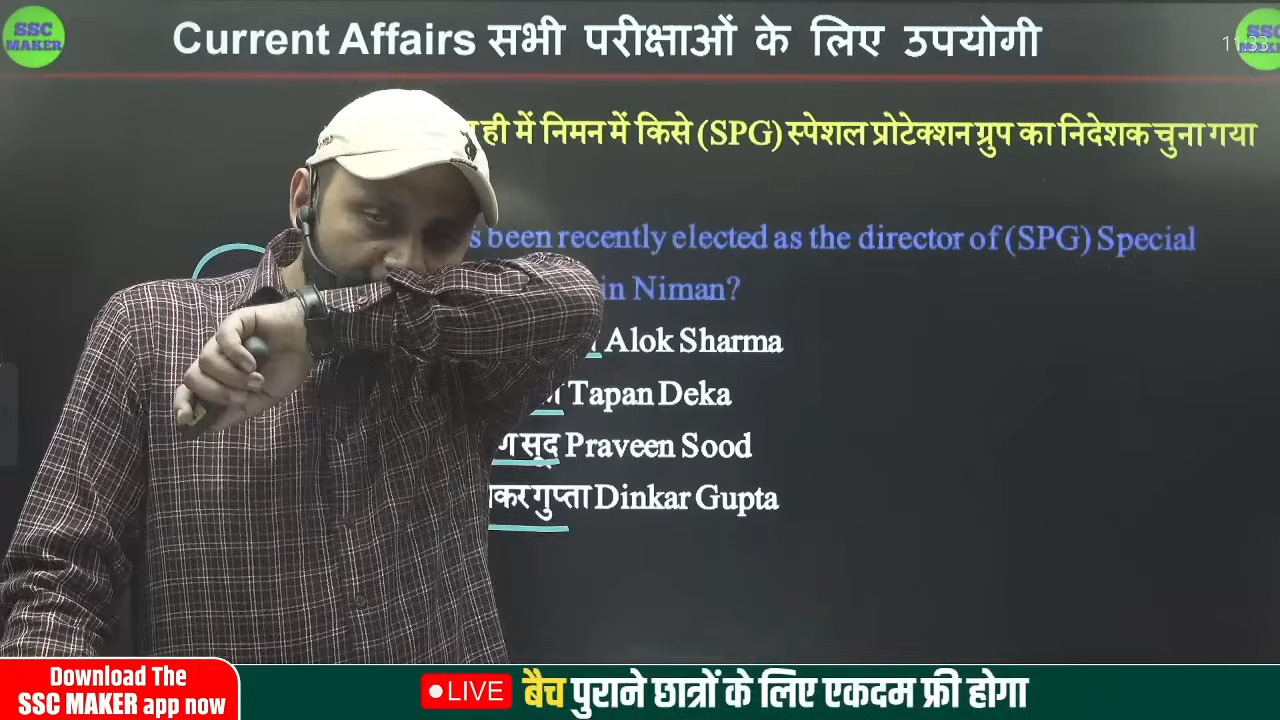 SSC
MAKER
Current Affairs सभी परीक्षाओं के लिए उपयोगी
11:33
ही में निमन में किसे (SPG) स्पेशल प्रोटेक्शन ग्रुप का निदेशक चुना गया
been recently elected as the director of (SPG) Special
in Niman?
Alok Sharma
Tapan Deka
सूद Praveen Sood
गुप्ता Dinkar Gupta
Download The
SSC MAKER app now
LIVE
बैच पुराने छात्रों के लिए एकदम फ्री होगा